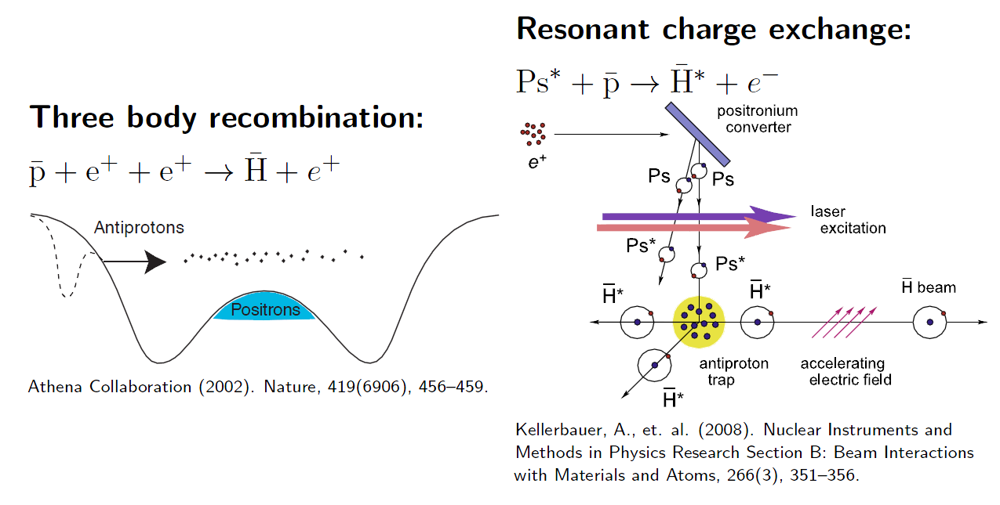 Three body recombination:
p̄ + e⁺ + e⁺ → H̄ + e⁺
Antiprotons
Positrons
Athena Collaboration (2002). Nature, 419(6906), 456–459.
Resonant charge exchange:
Ps* + p̄ → H̄* + e⁻
positronium
converter
e⁺
Ps
Ps
laser
excitation
Ps*
Ps*
H̄*
H̄*
H̄ beam
antiproton
trap
accelerating
electric field
H̄*
Kellerbauer, A., et. al. (2008). Nuclear Instruments and
Methods in Physics Research Section B: Beam Interactions
with Materials and Atoms, 266(3), 351–356.